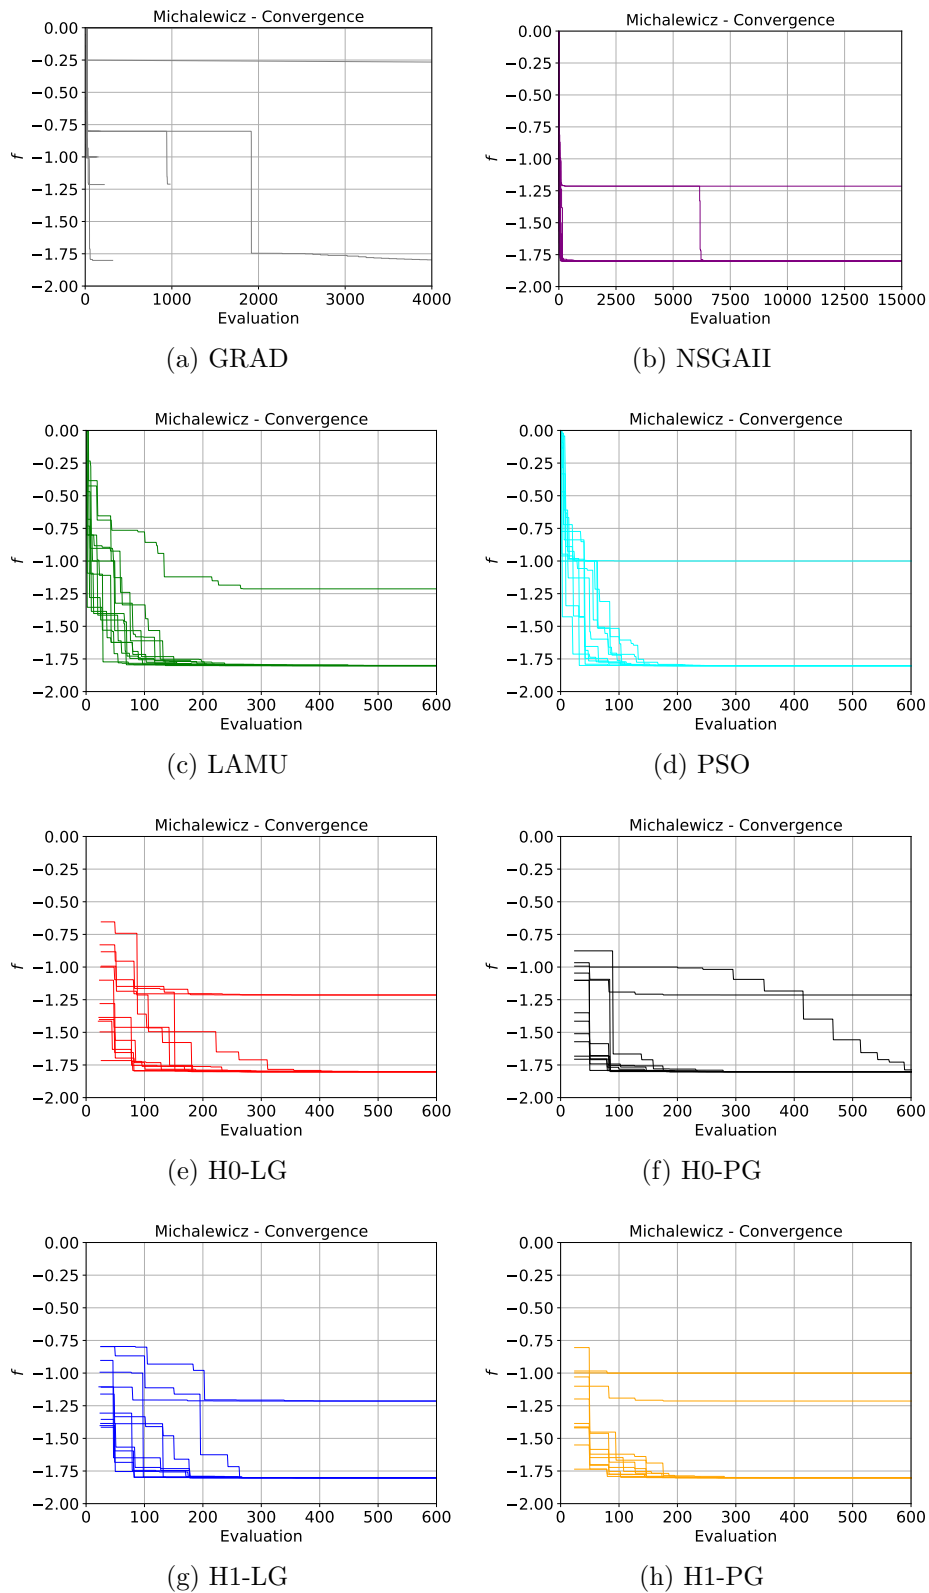 Michalewicz - Convergence
0.00
−0.25
−0.50
−0.75
−1.00
−1.25
−1.50
−1.75
−2.00
f
0 1000 2000 3000 4000
Evaluation
(a) GRAD
Michalewicz - Convergence
0.00
−0.25
−0.50
−0.75
−1.00
−1.25
−1.50
−1.75
−2.00
f
0 2500 5000 7500 10000 12500 15000
Evaluation
(b) NSGAII
Michalewicz - Convergence
0.00
−0.25
−0.50
−0.75
−1.00
−1.25
−1.50
−1.75
−2.00
f
0 100 200 300 400 500 600
Evaluation
(c) LAMU
Michalewicz - Convergence
0.00
−0.25
−0.50
−0.75
−1.00
−1.25
−1.50
−1.75
−2.00
f
0 100 200 300 400 500 600
Evaluation
(d) PSO
Michalewicz - Convergence
0.00
−0.25
−0.50
−0.75
−1.00
−1.25
−1.50
−1.75
−2.00
f
0 100 200 300 400 500 600
Evaluation
(e) H0-LG
Michalewicz - Convergence
0.00
−0.25
−0.50
−0.75
−1.00
−1.25
−1.50
−1.75
−2.00
f
0 100 200 300 400 500 600
Evaluation
(f) H0-PG
Michalewicz - Convergence
0.00
−0.25
−0.50
−0.75
−1.00
−1.25
−1.50
−1.75
−2.00
f
0 100 200 300 400 500 600
Evaluation
(g) H1-LG
Michalewicz - Convergence
0.00
−0.25
−0.50
−0.75
−1.00
−1.25
−1.50
−1.75
−2.00
f
0 100 200 300 400 500 600
Evaluation
(h) H1-PG